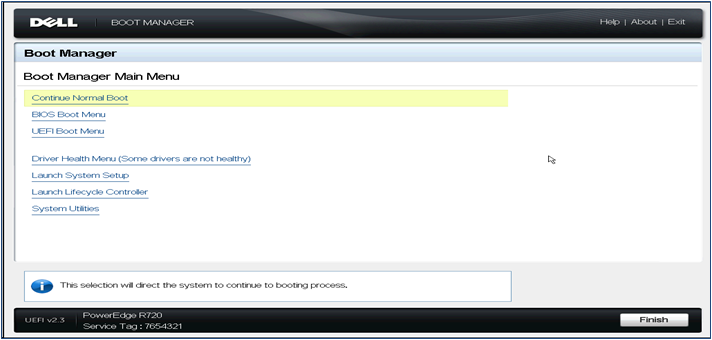 DELL BOOT MANAGER Help | About | Exit
Boot Manager
Boot Manager Main Menu
Continue Normal Boot
BIOS Boot Menu
UEFI Boot Menu
Driver Health Menu (Some drivers are not healthy)
Launch System Setup
Launch Lifecycle Controller
System Utilities
This selection will direct the system to continue to booting process.
UEFI v2.3
PowerEdge R720
Service Tag : 7654321
Finish